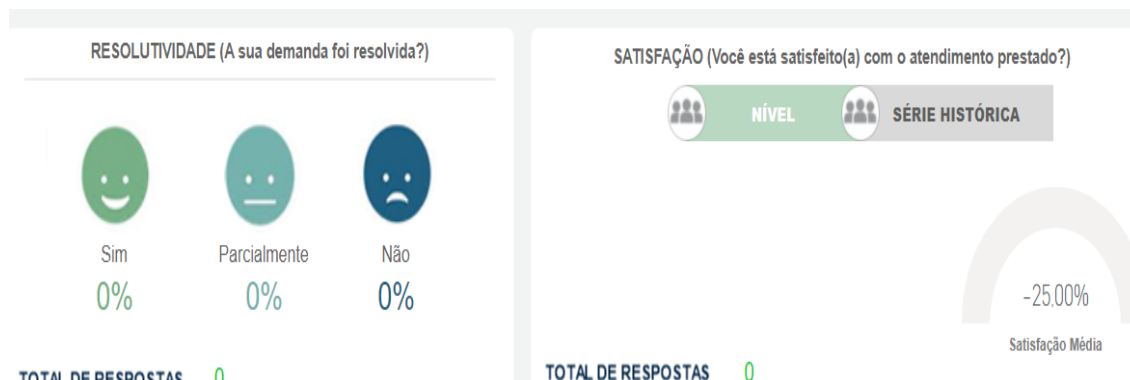 RESOLUTIVIDADE (A sua demanda foi resolvida?)
Sim Parcialmente Não
0% 0% 0%
TOTAL DE RESPOSTAS 0
SATISFAÇÃO (Você está satisfeito(a) com o atendimento prestado?)
NÍVEL SÉRIE HISTÓRICA
-25,00%
Satisfação Média
TOTAL DE RESPOSTAS 0